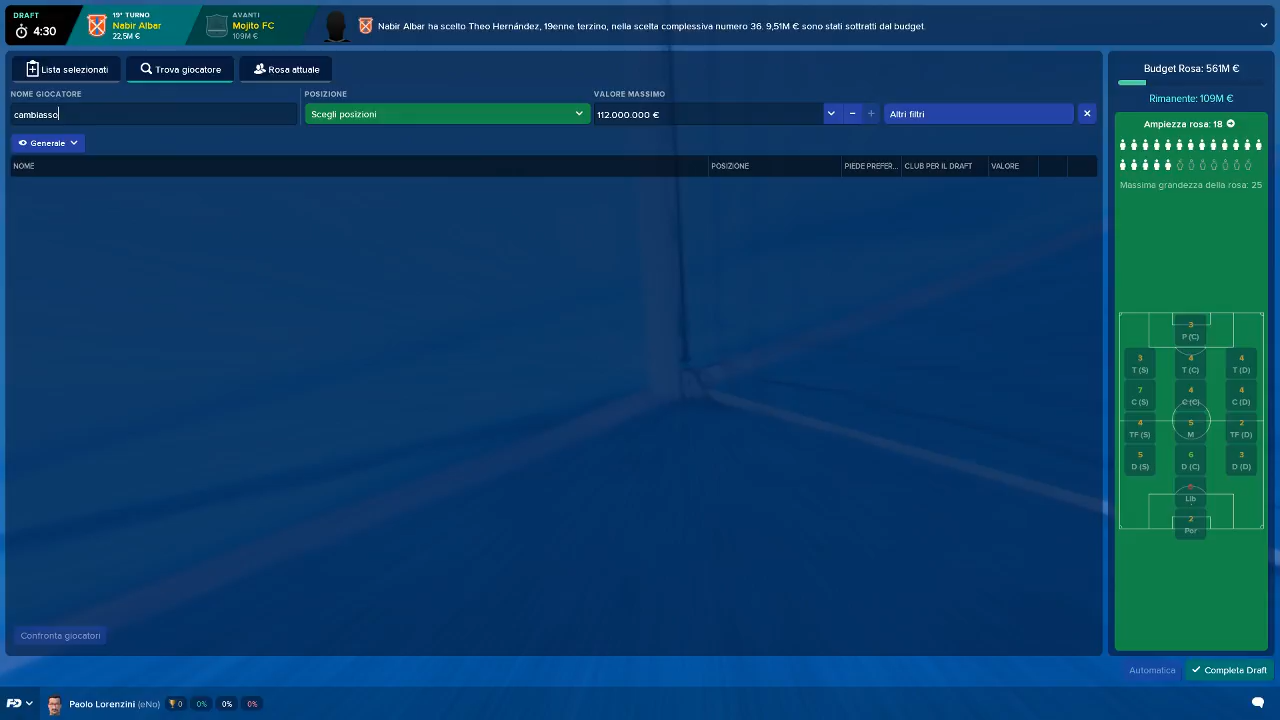 DRAFT
4:30
19° TURNO
Nabir Albar
22,5M €
AVANTI
Mojito FC
109M €
Nabir Albar ha scelto Theo Hernández, 19enne terzino, nella scelta complessiva numero 36. 9,51M € sono stati sottratti dal budget.
Lista selezionati
Trova giocatore
Rosa attuale
NOME GIOCATORE
POSIZIONE
VALORE MASSIMO
cambiasso
Scegli posizioni
112.000.000 €
Altri filtri
Generale
NOME
POSIZIONE
PIEDE PREFER...
CLUB PER IL DRAFT
VALORE
Budget Rosa: 561M €
Rimanente: 109M €
Ampiezza rosa: 18
Massima grandezza della rosa: 25
3
P (C)
3 4 4
T (S) T (C) T (D)
7 4 4
C (S) C (C) C (D)
4 5 2
TF (S) M TF (D)
5 6 3
D (S) D (C) D (D)
Lib
2
Por
Confronta giocatori
Automatica
Completa Draft
FD
Paolo Lorenzini (eNo)
0
0%
0%
0%